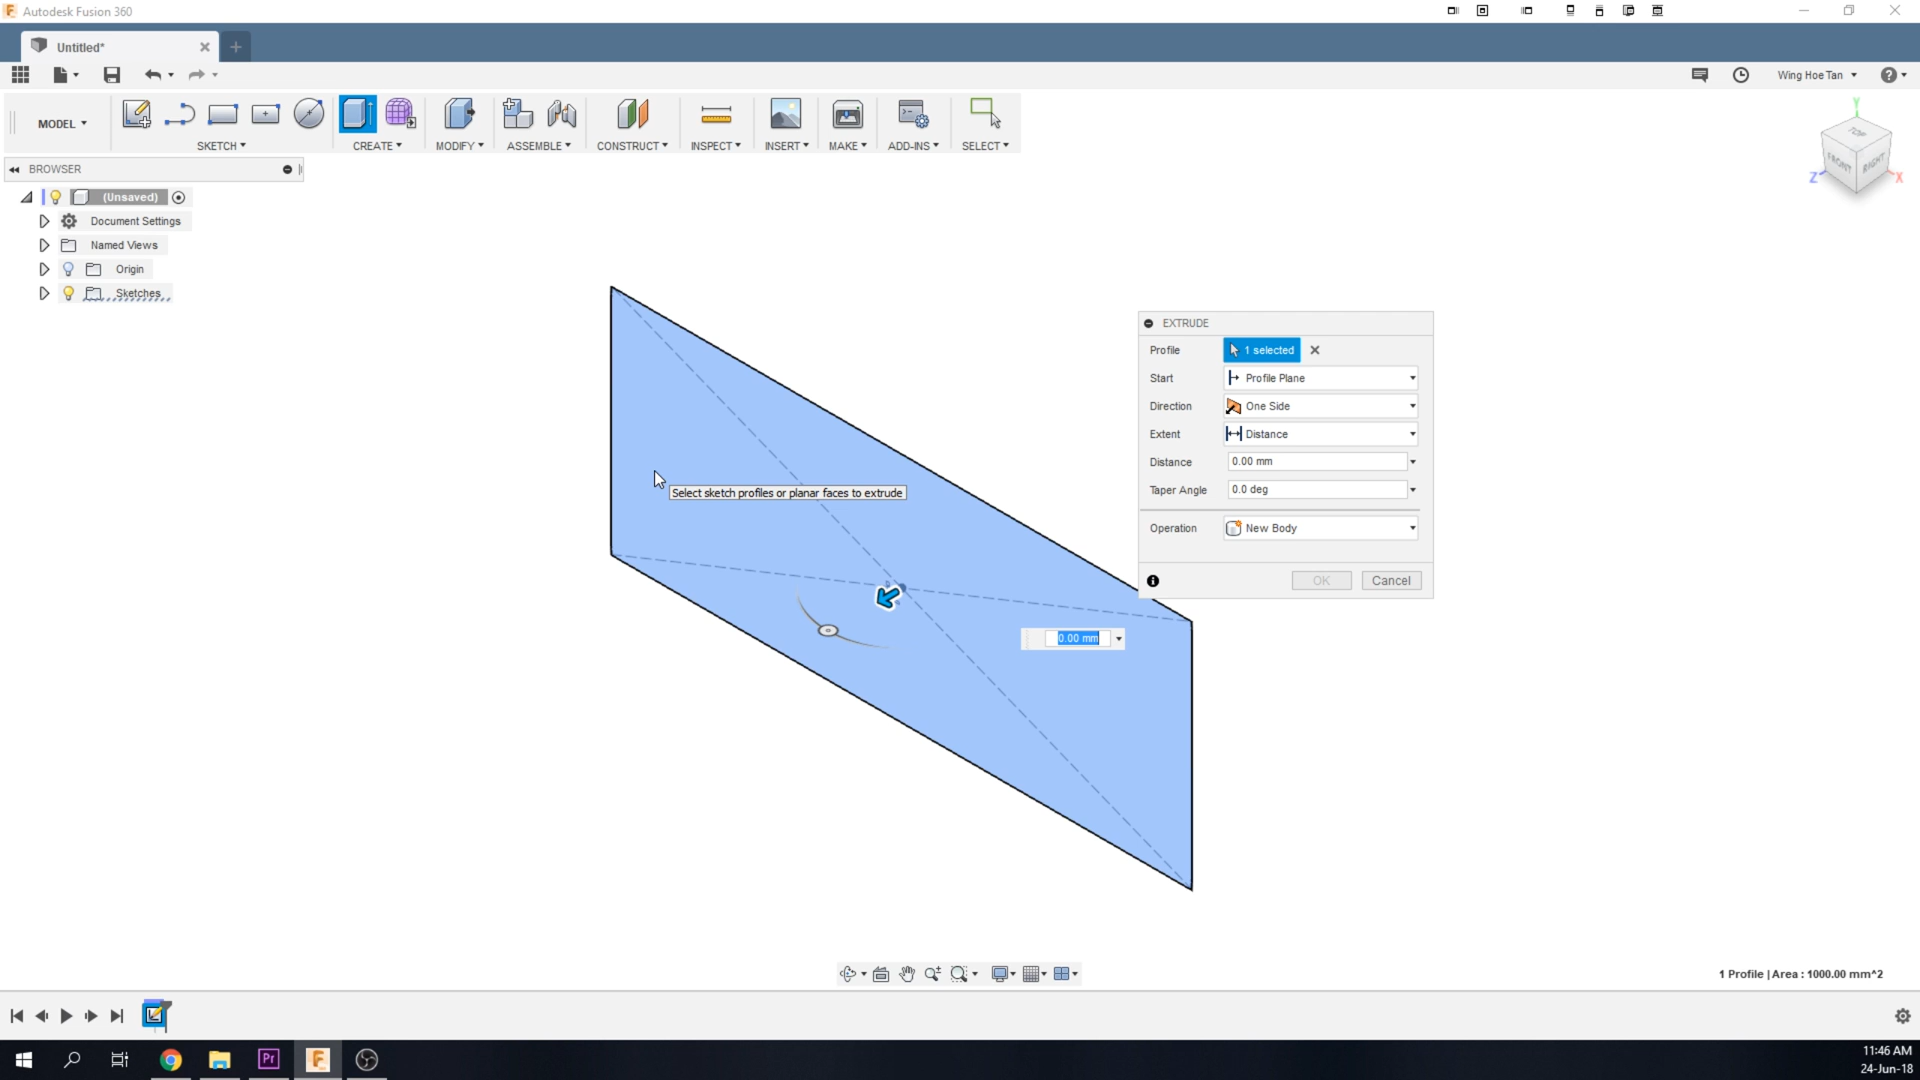 Autodesk Fusion 360
Untitled*
Wing Hoe Tan
MODEL
SKETCH
CREATE
MODIFY
ASSEMBLE
CONSTRUCT
INSPECT
INSERT
MAKE
ADD-INS
SELECT
BROWSER
(Unsaved)
Document Settings
Named Views
Origin
Sketches
Y
TOP
FRONT
RIGHT
Z
X
EXTRUDE
Profile 1 selected
Start Profile Plane
Direction One Side
Extent Distance
Distance 0.00 mm
Taper Angle 0.0 deg
Operation New Body
OK Cancel
Select sketch profiles or planar faces to extrude
0.00 mm
1 Profile | Area : 1000.00 mm^2
Pr
F
11:46 AM
24-Jun-18